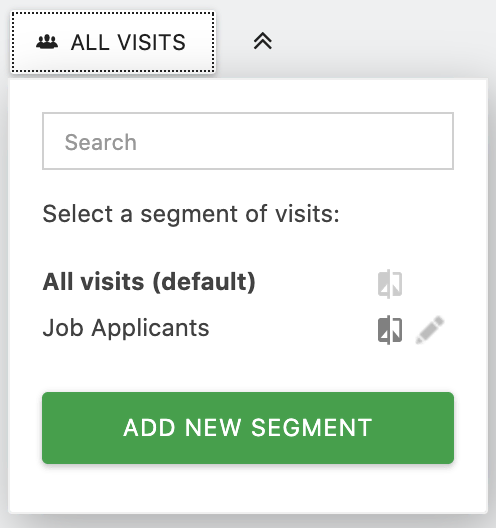 ALL VISITS
Search
Select a segment of visits:
All visits (default)
Job Applicants
ADD NEW SEGMENT